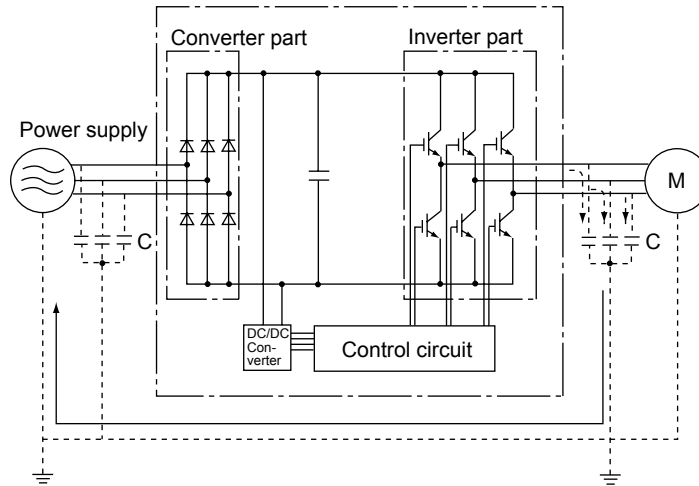 Converter part
Inverter part
Power supply
M
C
C
DC/DC
Con-
verter
Control circuit